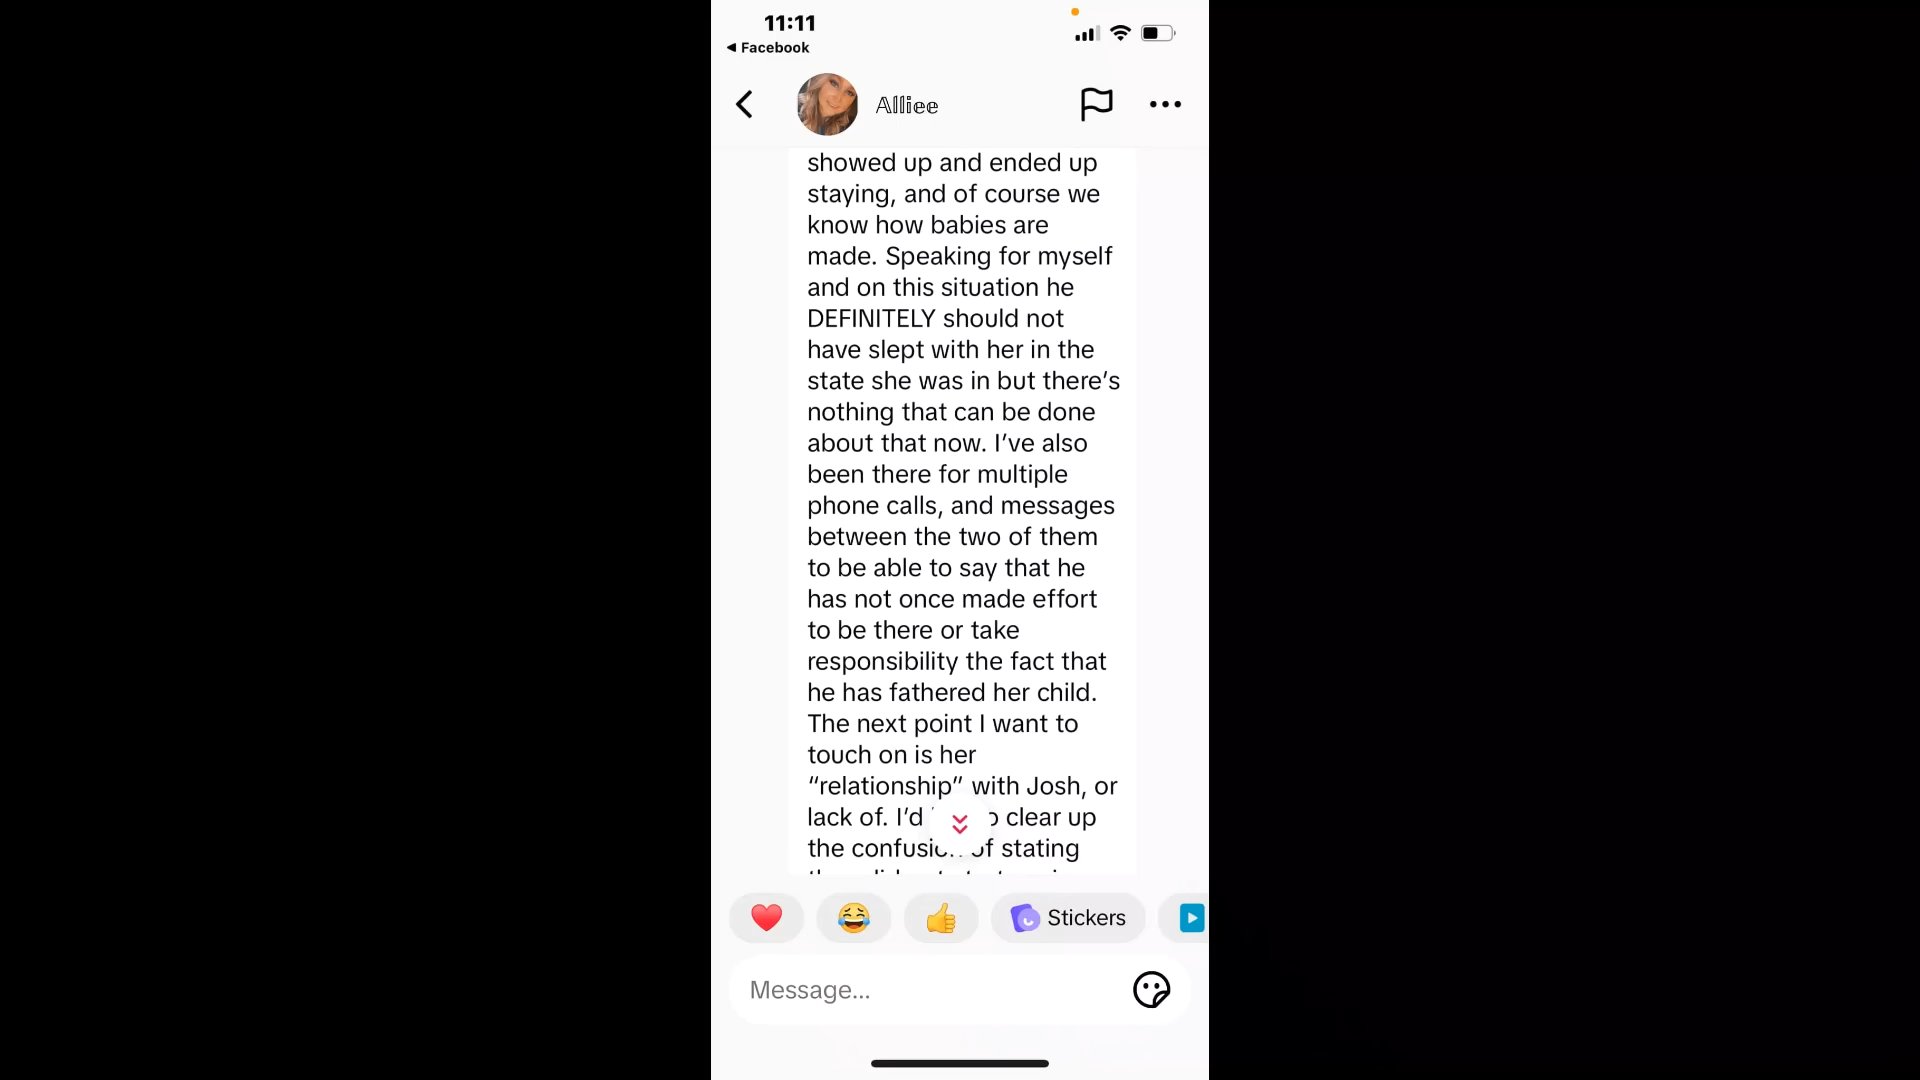 11:11
Facebook
𝔸𝕝𝕝𝕚𝕖𝕖
showed up and ended up
staying, and of course we
know how babies are
made. Speaking for myself
and on this situation he
DEFINITELY should not
have slept with her in the
state she was in but there’s
nothing that can be done
about that now. I’ve also
been there for multiple
phone calls, and messages
between the two of them
to be able to say that he
has not once made effort
to be there or take
responsibility the fact that
he has fathered her child.
The next point I want to
touch on is her
“relationship” with Josh, or
lack of. I’d clear up
the of stating
Stickers
Message...